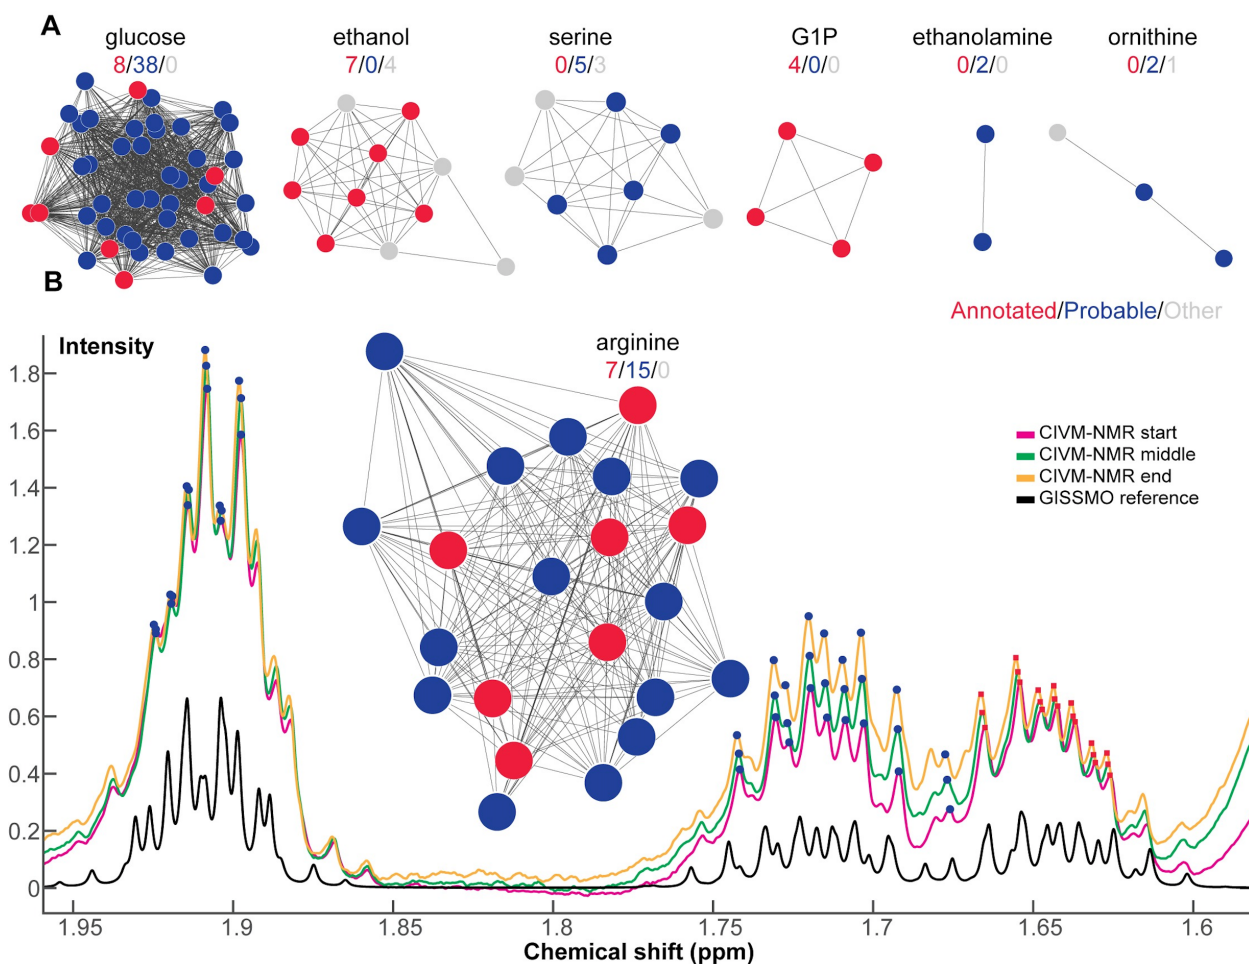 A
glucose
8/38/0
ethanol
7/0/4
serine
0/5/3
G1P
4/0/0
ethanolamine
0/2/0
ornithine
0/2/1
Annotated/Probable/Other
B
Intensity
arginine
7/15/0
CIVM-NMR start
CIVM-NMR middle
CIVM-NMR end
GISSMO reference
1.8
1.6
1.4
1.2
1
0.8
0.6
0.4
0.2
0
1.95
1.9
1.85
1.8
1.75
1.7
1.65
1.6
Chemical shift (ppm)